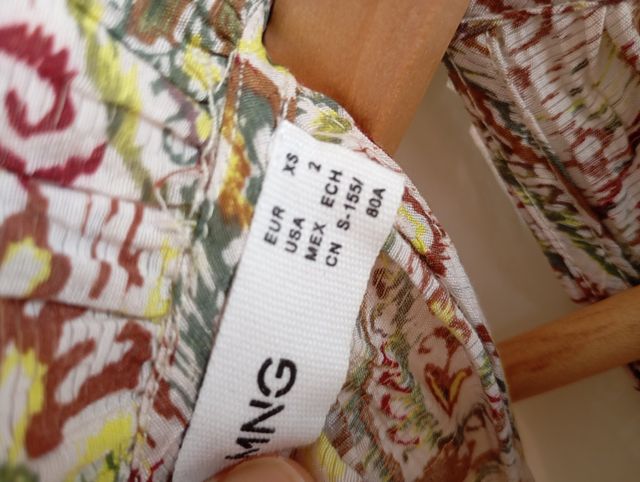 EUR XS
USA 2
MEX ECH
CN S-155/
80A
MNG